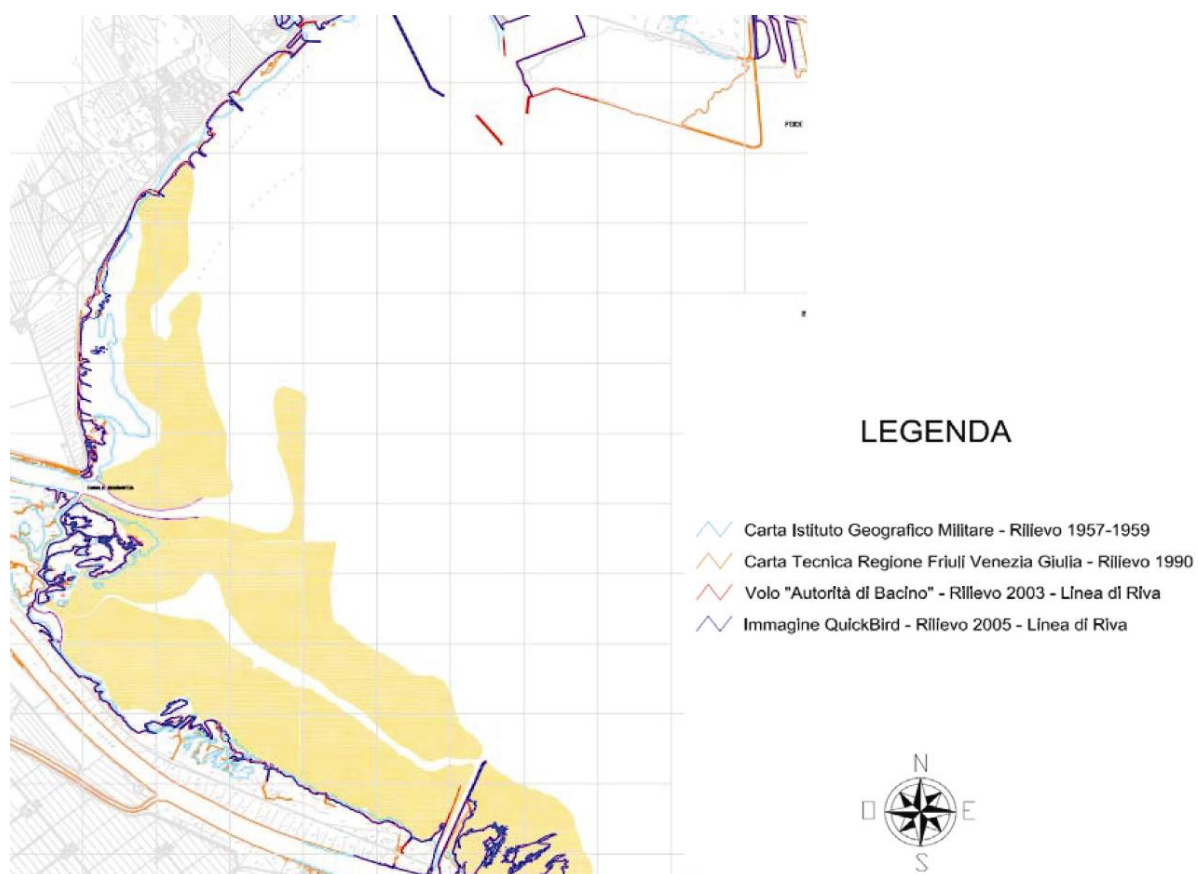 LEGENDA
Carta Istituto Geografico Militare - Rilievo 1957-1959
Carta Tecnica Regione Friuli Venezia Giulia - Rilievo 1990
Volo "Autorità di Bacino" - Rilievo 2003 - Linea di Riva
Immagine QuickBird - Rilievo 2005 - Linea di Riva
N
O E
S